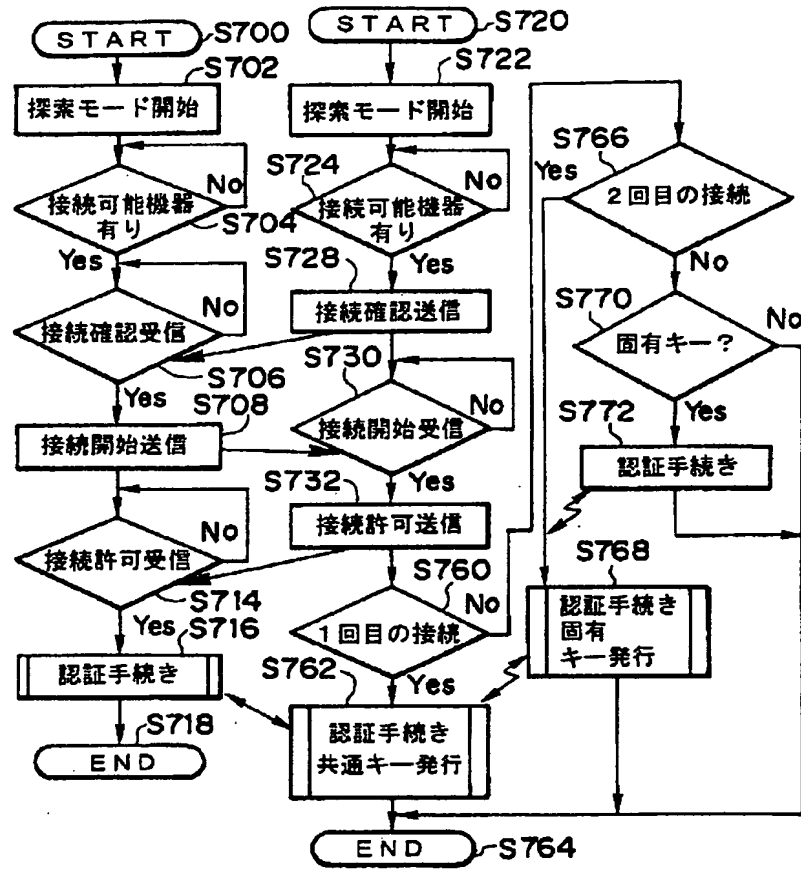 START
S700
S702
探索モード開始
接続可能機器
有り
S704
No
Yes
接続確認受信
No
S706
Yes
S708
接続開始送信
接続許可受信
No
S714
Yes
S716
認証手続き
S718
END
START
S720
S722
探索モード開始
S724
接続可能機器
有り
No
Yes
S728
接続確認送信
S730
接続開始受信
No
Yes
S732
接続許可送信
S760
1回目の接続
No
Yes
S762
認証手続き
共通キー発行
END
S764
S766
Yes
2回目の接続
No
S770
固有キー?
No
Yes
S772
認証手続き
S768
認証手続き
固有
キー発行